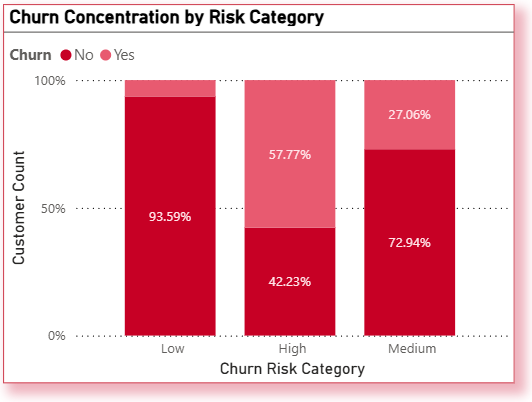 Churn Concentration by Risk Category
Churn No Yes
100%
27.06%
57.77%
Customer Count
50%
93.59%
72.94%
42.23%
0%
Low High Medium
Churn Risk Category